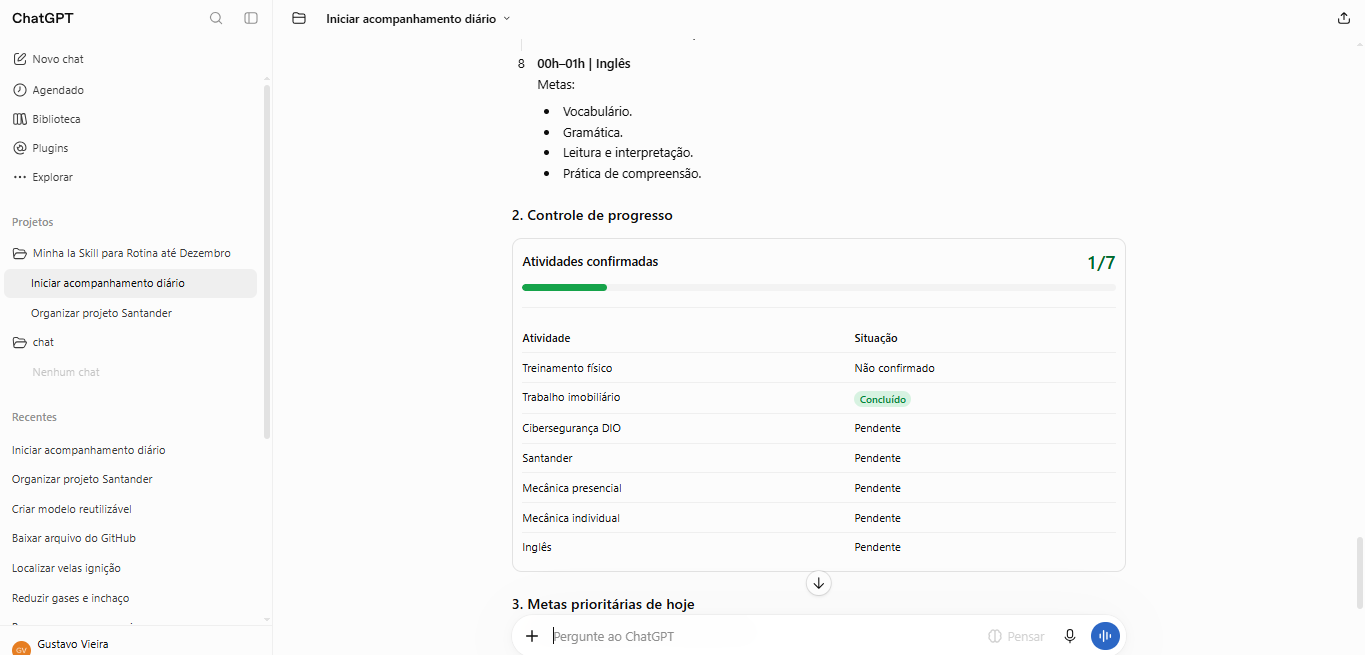 ChatGPT
Novo chat
Agendado
Biblioteca
Plugins
Explorar
Projetos
Minha Ia Skill para Rotina até Dezembro
Iniciar acompanhamento diário
Organizar projeto Santander
chat
Nenhum chat
Recentes
Iniciar acompanhamento diário
Organizar projeto Santander
Criar modelo reutilizável
Baixar arquivo do GitHub
Localizar velas ignição
Reduzir gases e inchaço
GV
Gustavo Vieira
Iniciar acompanhamento diário
8 00h–01h | Inglês
Metas:
• Vocabulário.
• Gramática.
• Leitura e interpretação.
• Prática de compreensão.
2. Controle de progresso
Atividades confirmadas 1/7
Atividade Situação
Treinamento físico Não confirmado
Trabalho imobiliário Concluído
Cibersegurança DIO Pendente
Santander Pendente
Mecânica presencial Pendente
Mecânica individual Pendente
Inglês Pendente
3. Metas prioritárias de hoje
Pergunte ao ChatGPT Pensar